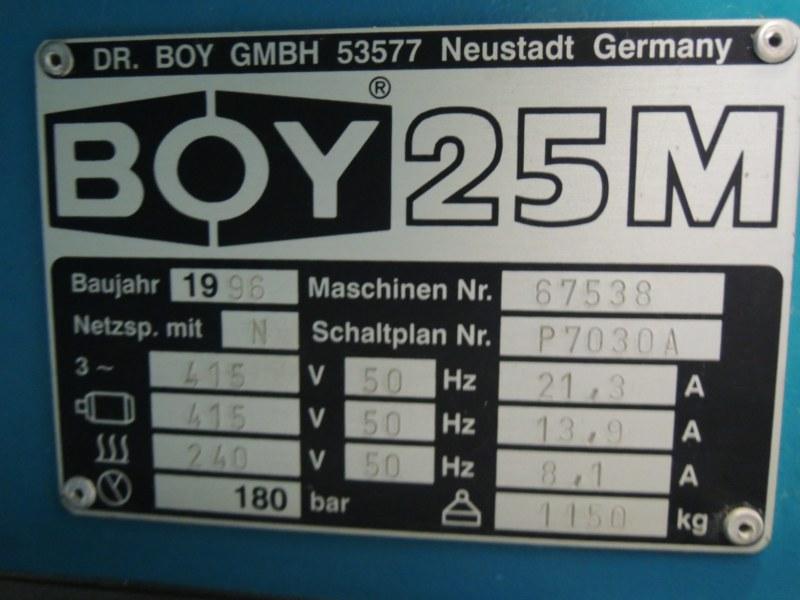 DR. BOY GMBH 53577 Neustadt Germany
BOY® 25M
Baujahr 1996 Maschinen Nr. 67538
Netzsp. mit N Schaltplan Nr. P7030A
3~ 415 V 50 Hz 21,3 A
415 V 50 Hz 13,9 A
240 V 50 Hz 8,1 A
180 bar 1150 kg